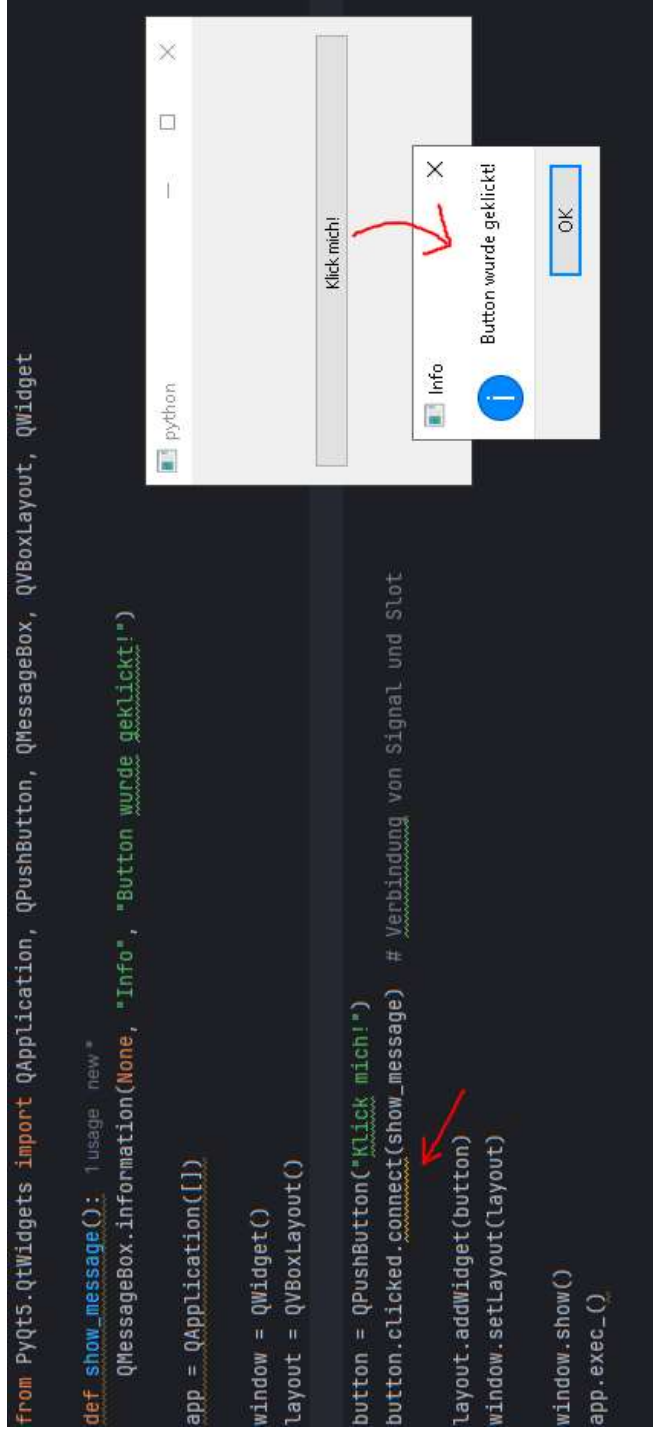 from PyQt5.QtWidgets import QApplication, QPushButton, QMessageBox, QVBoxLayout, QWidget
def show_message(): 1 usage new *
QMessageBox.information(None, "Info", "Button wurde geklickt!")
app = QApplication([])
window = QWidget()
layout = QVBoxLayout()
button = QPushButton("Klick mich!")
button.clicked.connect(show_message) # Verbindung von Signal und Slot
layout.addWidget(button)
window.setLayout(layout)
window.show()
app.exec_()
python
Klick mich!
Info
Button wurde geklickt!
OK